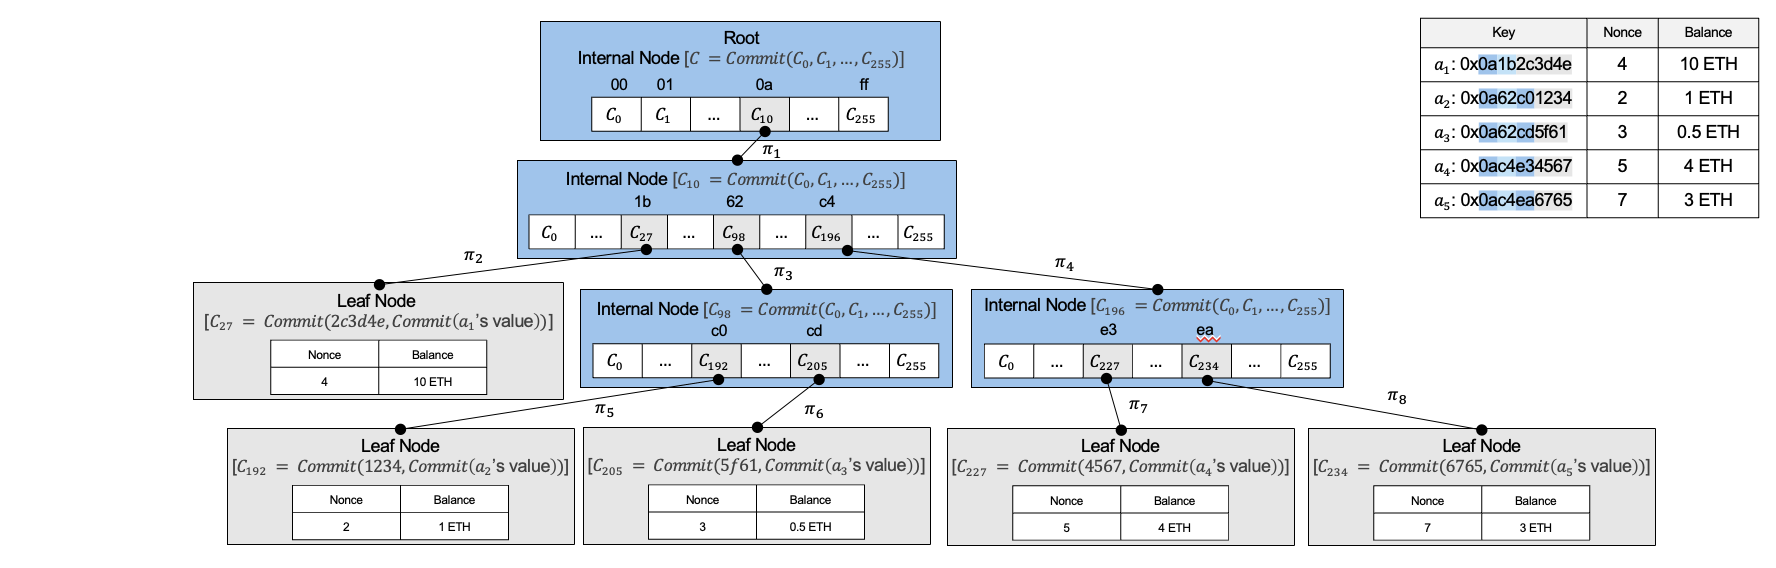 Root
Internal Node [C = Commit(C₀, C₁, …, C₂₅₅)]
00 01 0a ff
C₀ C₁ … C₁₀ … C₂₅₅
π₁
Internal Node [C₁₀ = Commit(C₀, C₁, …, C₂₅₅)]
1b 62 c4
C₀ … C₂₇ … C₉₈ … C₁₉₆ … C₂₅₅
π₂ π₃ π₄
Leaf Node
[C₂₇ = Commit(2c3d4e, Commit(a₁'s value))]
Nonce Balance
4 10 ETH
Internal Node [C₉₈ = Commit(C₀, C₁, …, C₂₅₅)]
c0 cd
C₀ … C₁₉₂ … C₂₀₅ … C₂₅₅
Internal Node [C₁₉₆ = Commit(C₀, C₁, …, C₂₅₅)]
e3 ea
C₀ … C₂₂₇ … C₂₃₄ … C₂₅₅
π₅ π₆ π₇ π₈
Leaf Node
[C₁₉₂ = Commit(1234, Commit(a₂'s value))]
Nonce Balance
2 1 ETH
Leaf Node
[C₂₀₅ = Commit(5f61, Commit(a₃'s value))]
Nonce Balance
3 0.5 ETH
Leaf Node
[C₂₂₇ = Commit(4567, Commit(a₄'s value))]
Nonce Balance
5 4 ETH
Leaf Node
[C₂₃₄ = Commit(6765, Commit(a₅'s value))]
Nonce Balance
7 3 ETH
Key Nonce Balance
a₁: 0x0a1b2c3d4e 4 10 ETH
a₂: 0x0a62c01234 2 1 ETH
a₃: 0x0a62cd5f61 3 0.5 ETH
a₄: 0x0ac4e34567 5 4 ETH
a₅: 0x0ac4ea6765 7 3 ETH